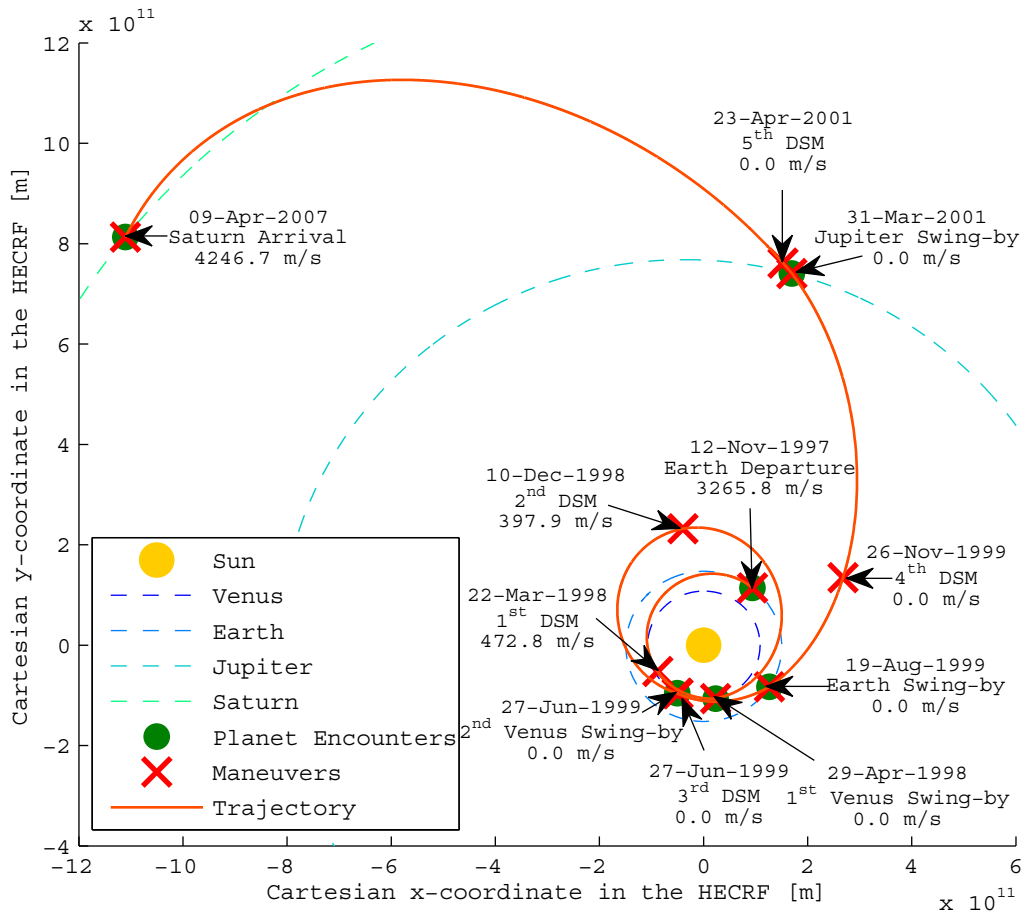 x 10^11
12
10
8
6
4
2
0
-2
-4
Cartesian y-coordinate in the HECRF [m]
23-Apr-2001
5th DSM
0.0 m/s
09-Apr-2007
Saturn Arrival
4246.7 m/s
31-Mar-2001
Jupiter Swing-by
0.0 m/s
12-Nov-1997
Earth Departure
3265.8 m/s
10-Dec-1998
2nd DSM
397.9 m/s
26-Nov-1999
4th DSM
0.0 m/s
22-Mar-1998
1st DSM
472.8 m/s
19-Aug-1999
Earth Swing-by
0.0 m/s
27-Jun-1999
2nd Venus Swing-by
0.0 m/s
27-Jun-1999
3rd DSM
0.0 m/s
29-Apr-1998
1st Venus Swing-by
0.0 m/s
Sun
Venus
Earth
Jupiter
Saturn
Planet Encounters
Maneuvers
Trajectory
-12 -10 -8 -6 -4 -2 0 2 4 6
Cartesian x-coordinate in the HECRF [m]
x 10^11